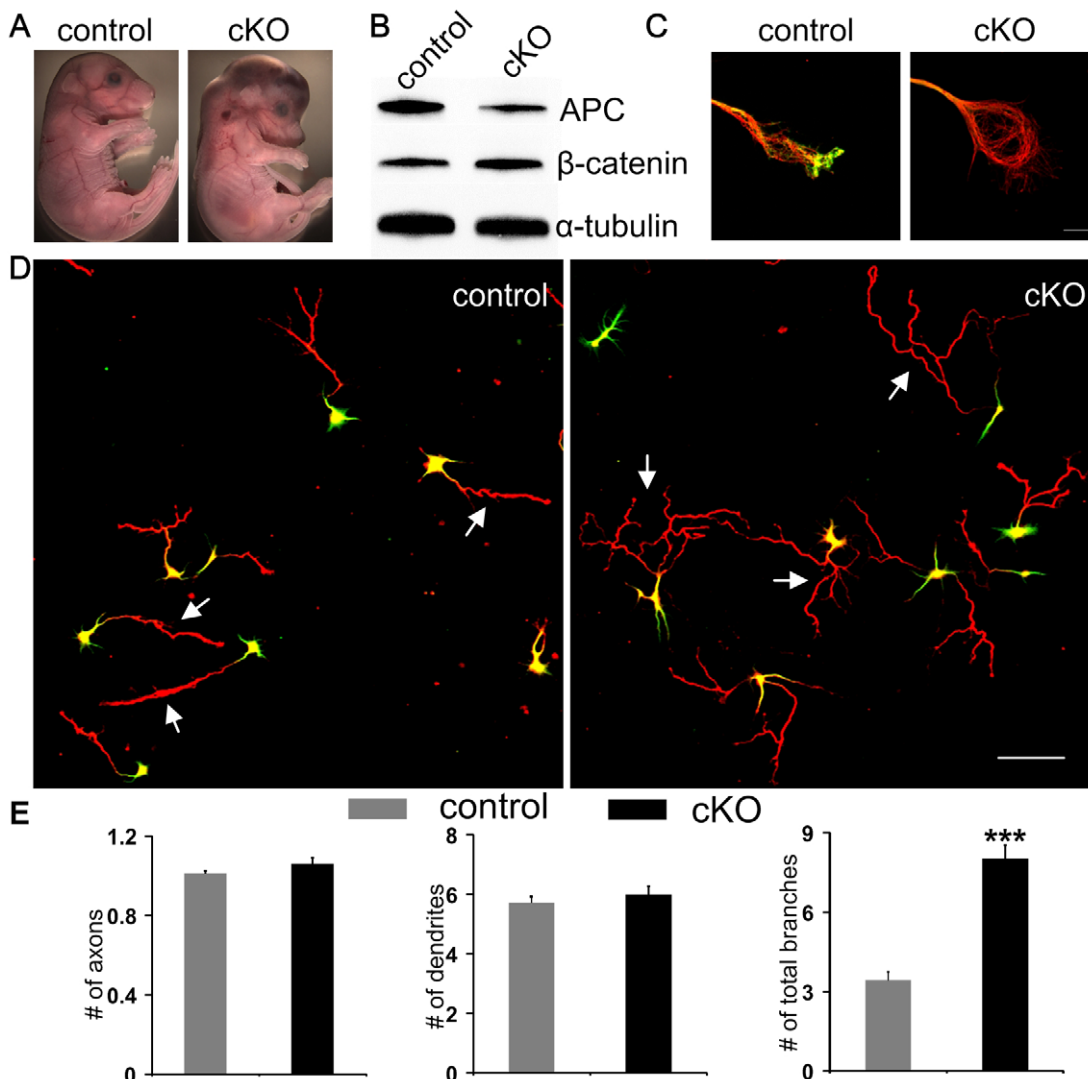 A
control
cKO
B
control
cKO
APC
β-catenin
α-tubulin
C
control
cKO
D
control
cKO
E
control
cKO
# of axons
1.2
0.8
0.4
0
# of dendrites
8
6
4
2
0
# of total branches
9
6
3
0
***